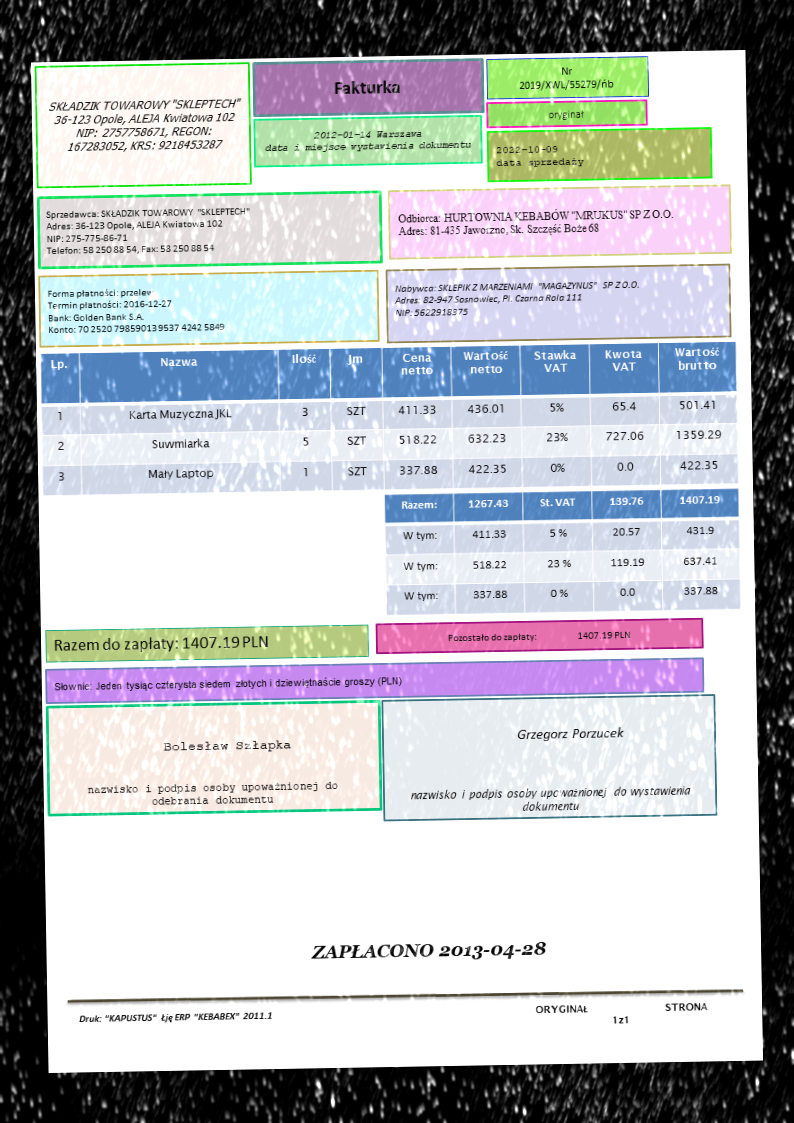 SKŁADZIK TOWAROWY "SKLEPTECH"
36-123 Opole, ALEJA Kwiatowa 102
NIP: 2757758671, REGON:
167283052, KRS: 9218453287
Fakturka
2012-01-14 Warszawa
data i miejsce wystawienia dokumentu
Nr
2019/XWL/55279/ńb
oryginał
2022-10-09
data sprzedaży
Sprzedawca: SKŁADZIK TOWAROWY "SKLEPTECH"
Adres: 36-123 Opole, ALEJA Kwiatowa 102
NIP: 275-775-86-71
Telefon: 58 250 88 54, Fax: 58 250 88 54
Odbiorca: HURTOWNIA KEBABÓW "MRUKUS" SP Z O.O.
Adres: 81-435 Jaworzno, Sk. Szczęść Boże 68
Forma płatności: przelew
Termin płatności: 2016-12-27
Bank: Golden Bank S.A.
Konto: 70 2520 7985 9013 9537 4242 5849
Nabywca: SKLEPIK Z MARZENIAMI "MAGAZYNUS" SP Z O.O.
Adres: 82-947 Sosnowiec, Pl. Czarna Rola 111
NIP: 5622918375
Lp. Nazwa Ilość Jm Cena netto Wartość netto Stawka VAT Kwota VAT Wartość brutto
1 Karta Muzyczna JKL 3 SZT 411.33 436.01 5% 65.4 501.41
2 Suwmiarka 5 SZT 518.22 632.23 23% 727.06 1359.29
3 Mały Laptop 1 SZT 337.88 422.35 0% 0.0 422.35
Razem: 1267.43 St. VAT 139.76 1407.19
W tym: 411.33 5 % 20.57 431.9
W tym: 518.22 23 % 119.19 637.41
W tym: 337.88 0 % 0.0 337.88
Razem do zapłaty: 1407.19 PLN
Pozostało do zapłaty: 1407.19 PLN
Słownie: Jeden tysiąc czterysta siedem złotych i dziewiętnaście groszy (PLN)
Bolesław Szłapka
nazwisko i podpis osoby upoważnionej do
odebrania dokumentu
Grzegorz Porzucek
nazwisko i podpis osoby upoważnionej do wystawienia
dokumentu
ZAPŁACONO 2013-04-28
Druk: "KAPUSTUS" Łję ERP "KEBABEX" 2011.1
ORYGINAŁ STRONA
1 z 1